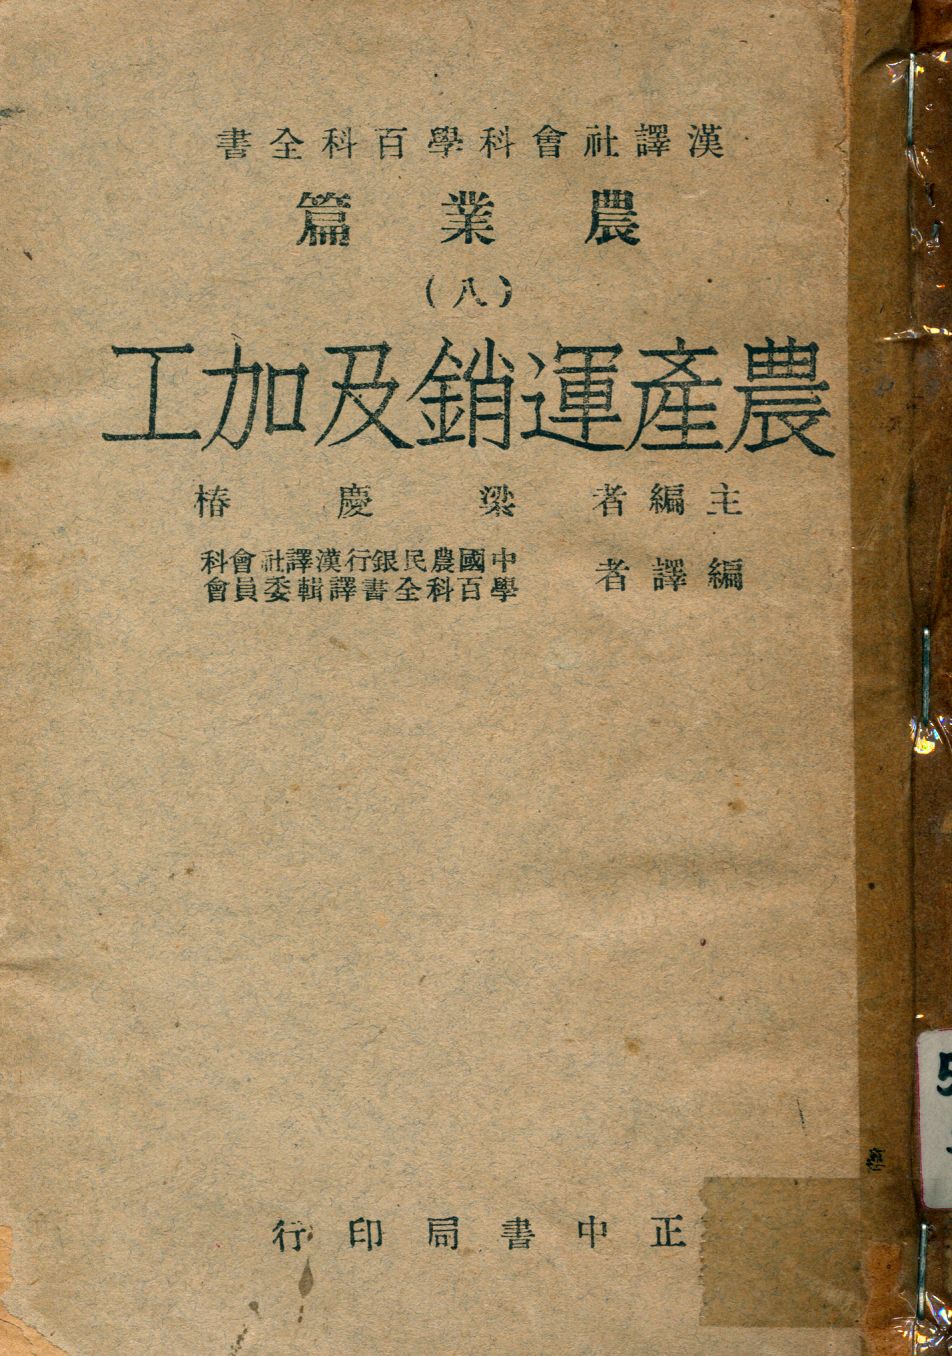 漢譯社會科學百科全書
農業篇
（八）
農產運銷及加工
主編者 梁慶椿
編譯者 中國農民銀行漢譯社會科
學百科全書譯輯委員會
正中書局印行
5